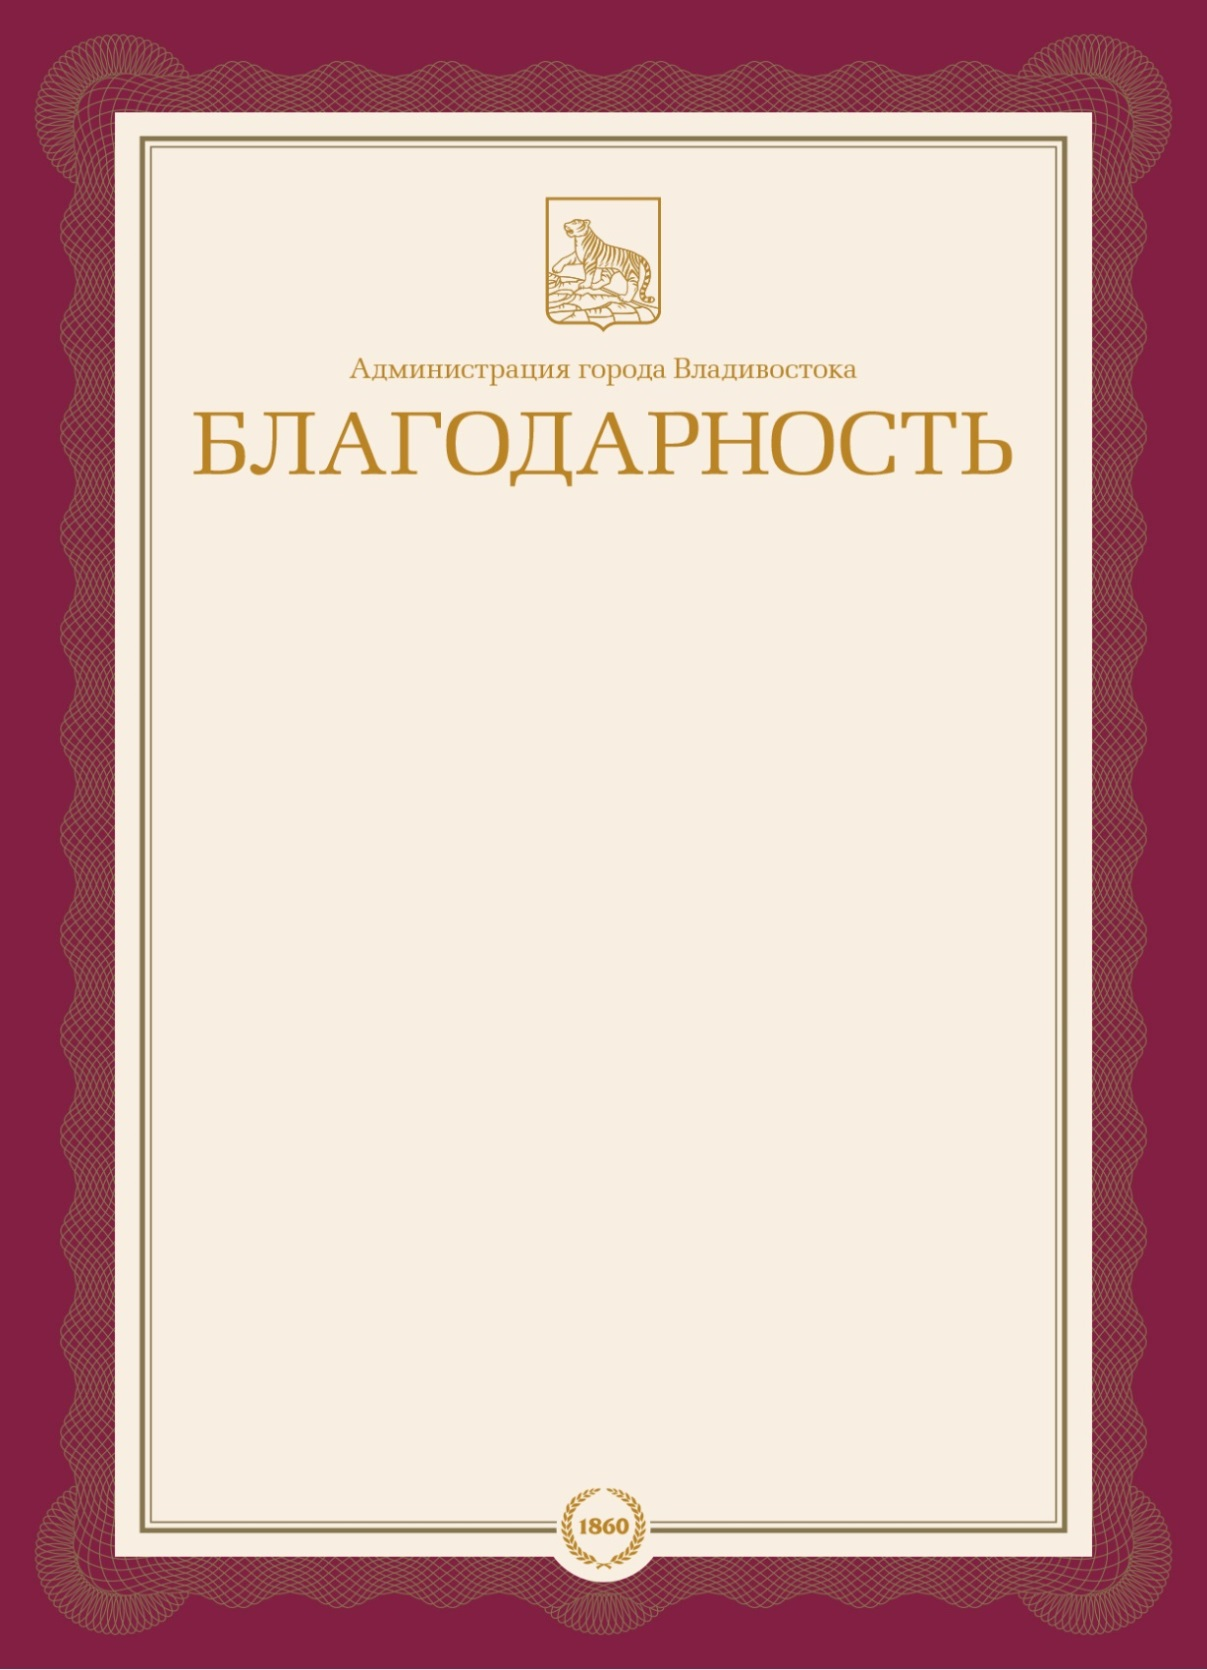 Администрация города Владивостока
БЛАГОДАРНОСТЬ
1860